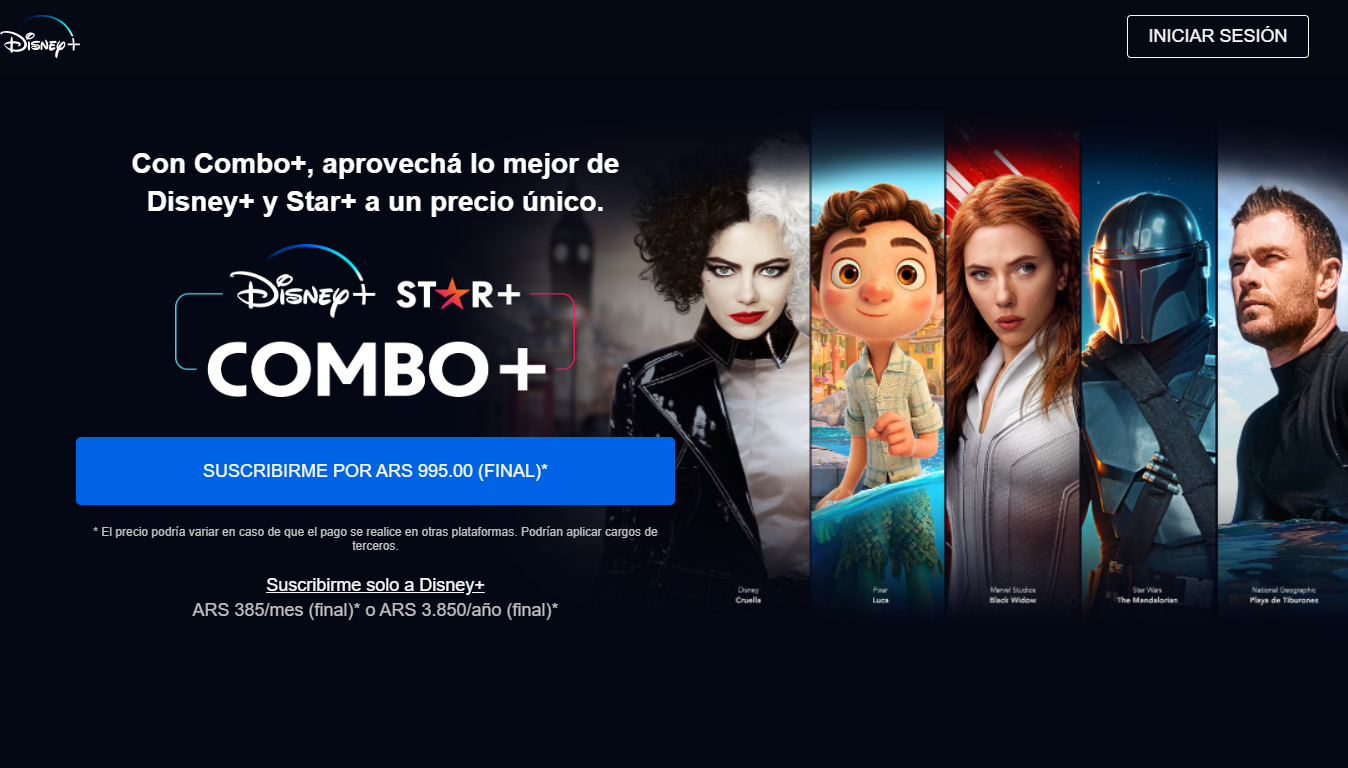 Disney+
INICIAR SESIÓN
Con Combo+, aprovechá lo mejor de
Disney+ y Star+ a un precio único.
Disney+ STAR+
COMBO+
SUSCRIBIRME POR ARS 995.00 (FINAL)*
* El precio podría variar en caso de que el pago se realice en otras plataformas. Podrían aplicar cargos de
terceros.
Suscribirme solo a Disney+
ARS 385/mes (final)* o ARS 3.850/año (final)*
Disney
Cruella
Pixar
Luca
Marvel Studios
Black Widow
Star Wars
The Mandalorian
National Geographic
Playa de Tiburones